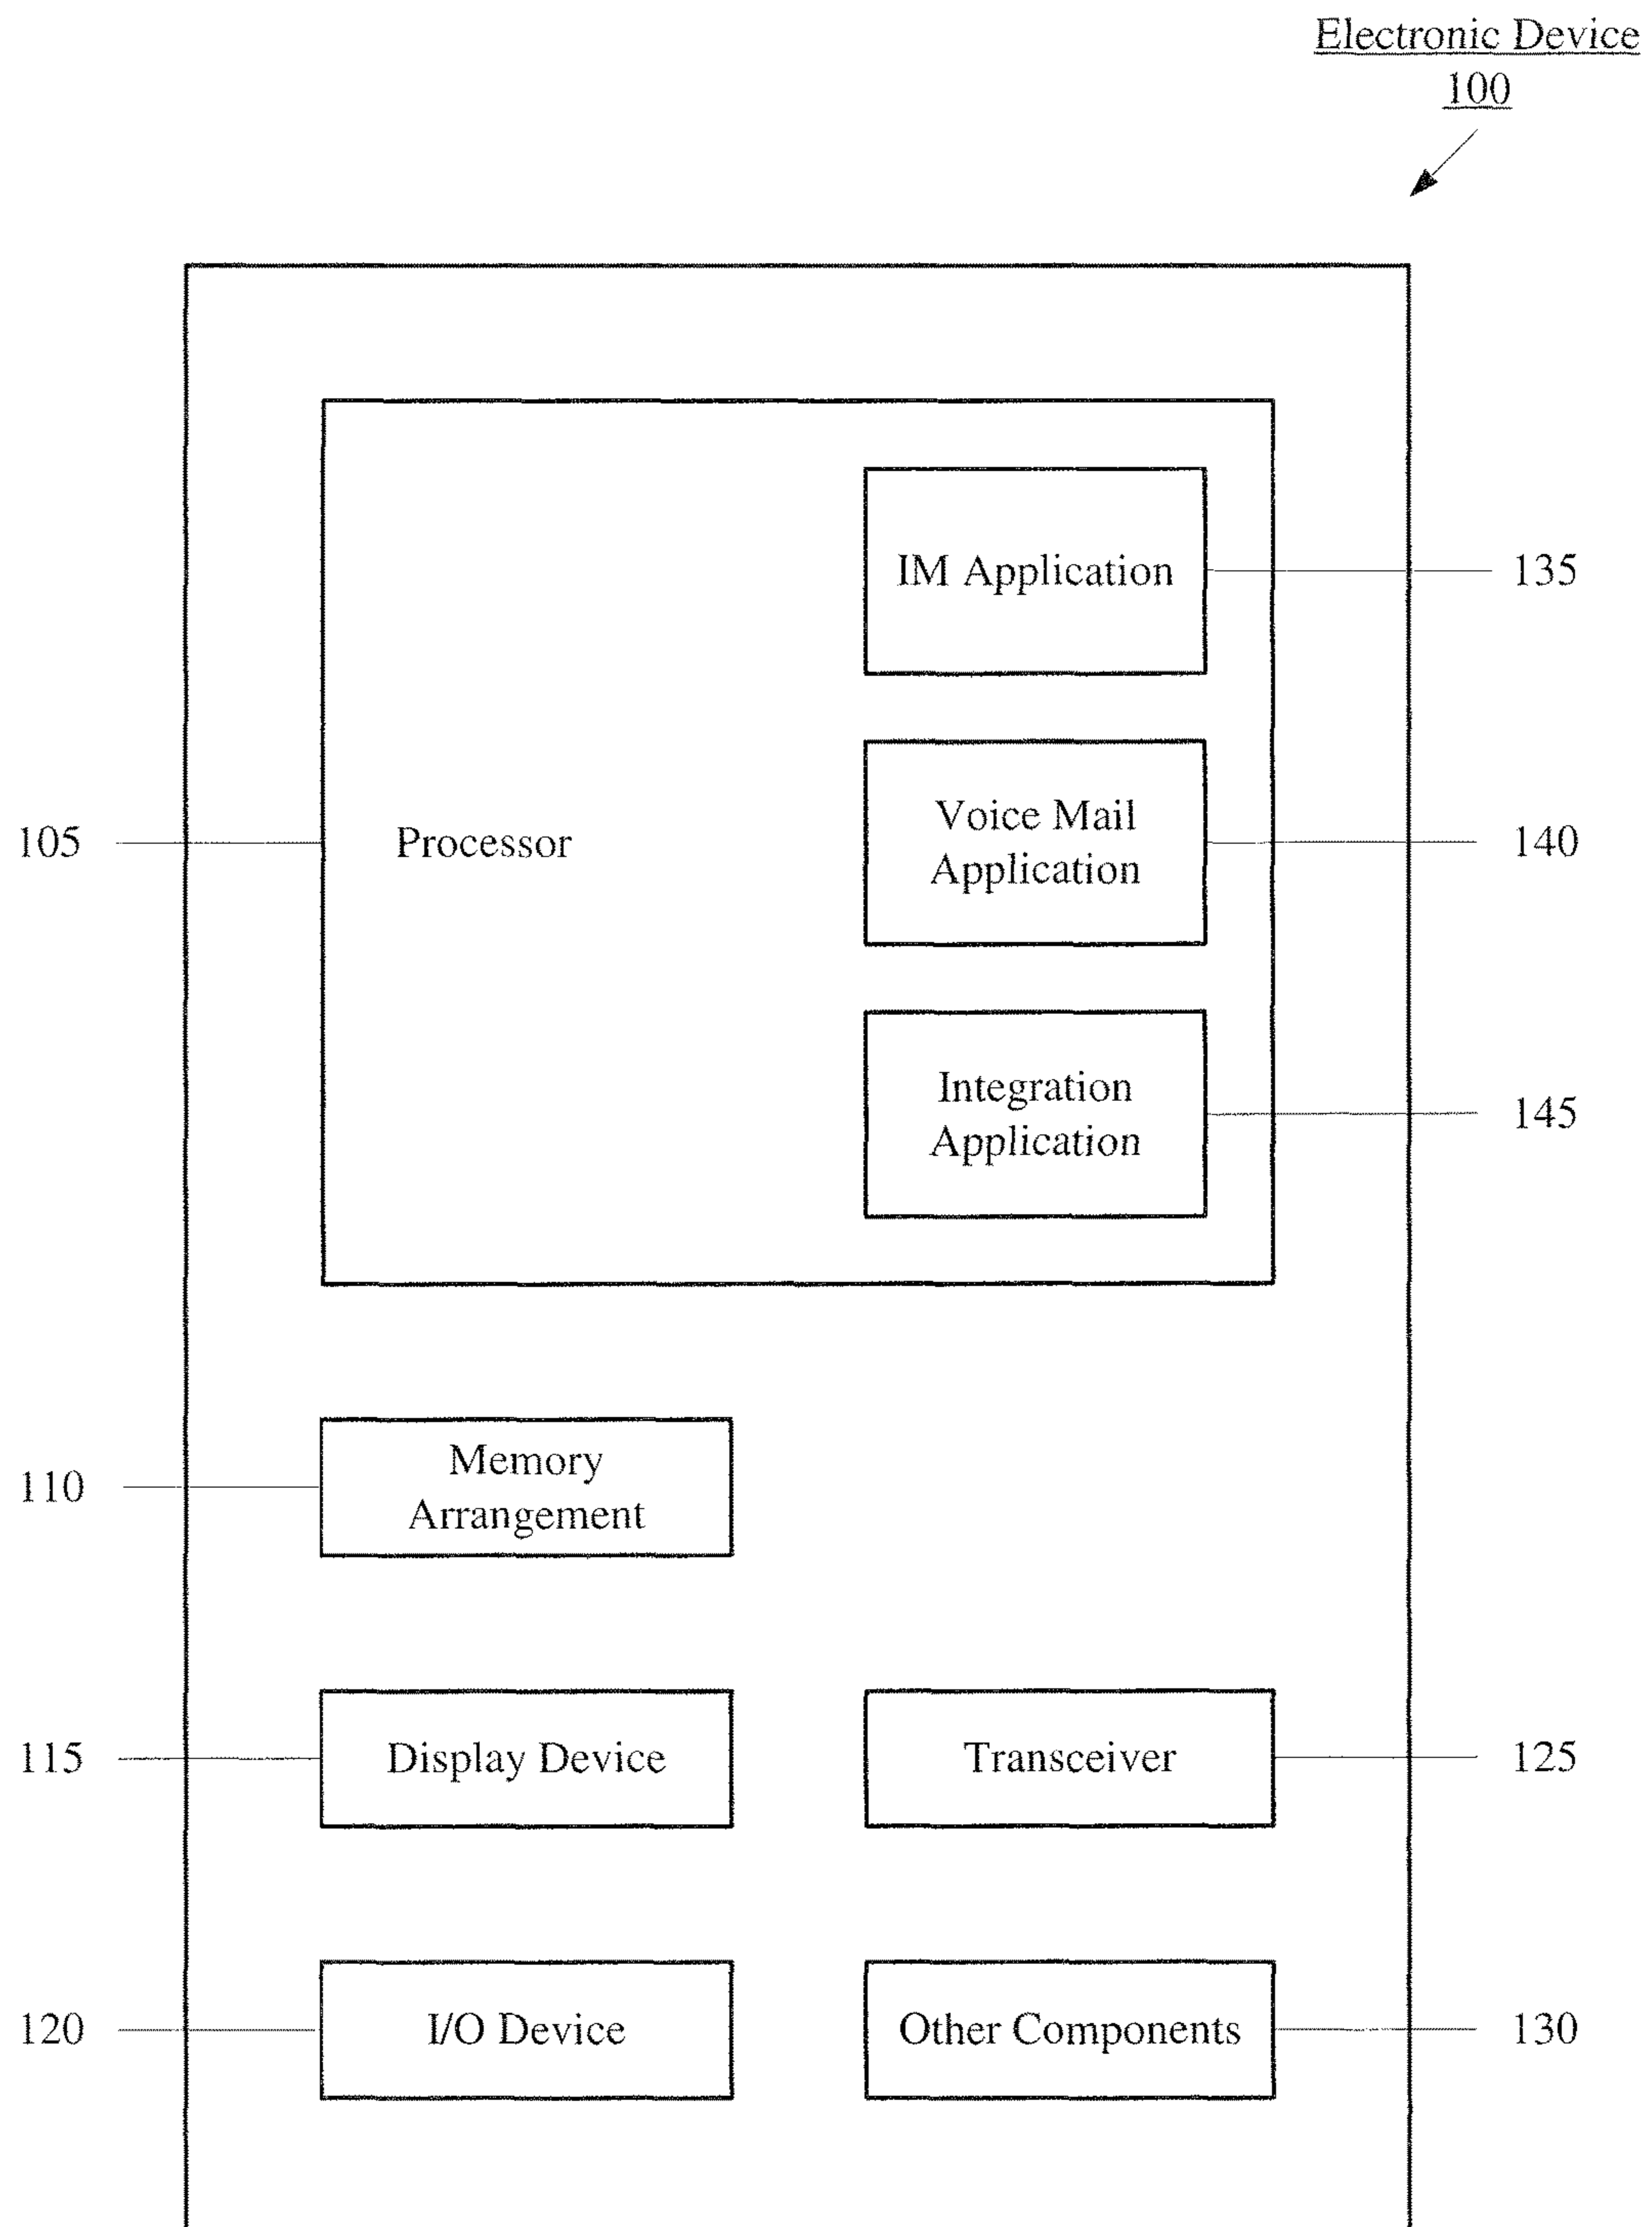 Electronic Device
100
IM Application
135
Voice Mail
Application
140
105
Processor
Integration
Application
145
Memory
Arrangement
110
115
Display Device
Transceiver
125
120
I/O Device
Other Components
130